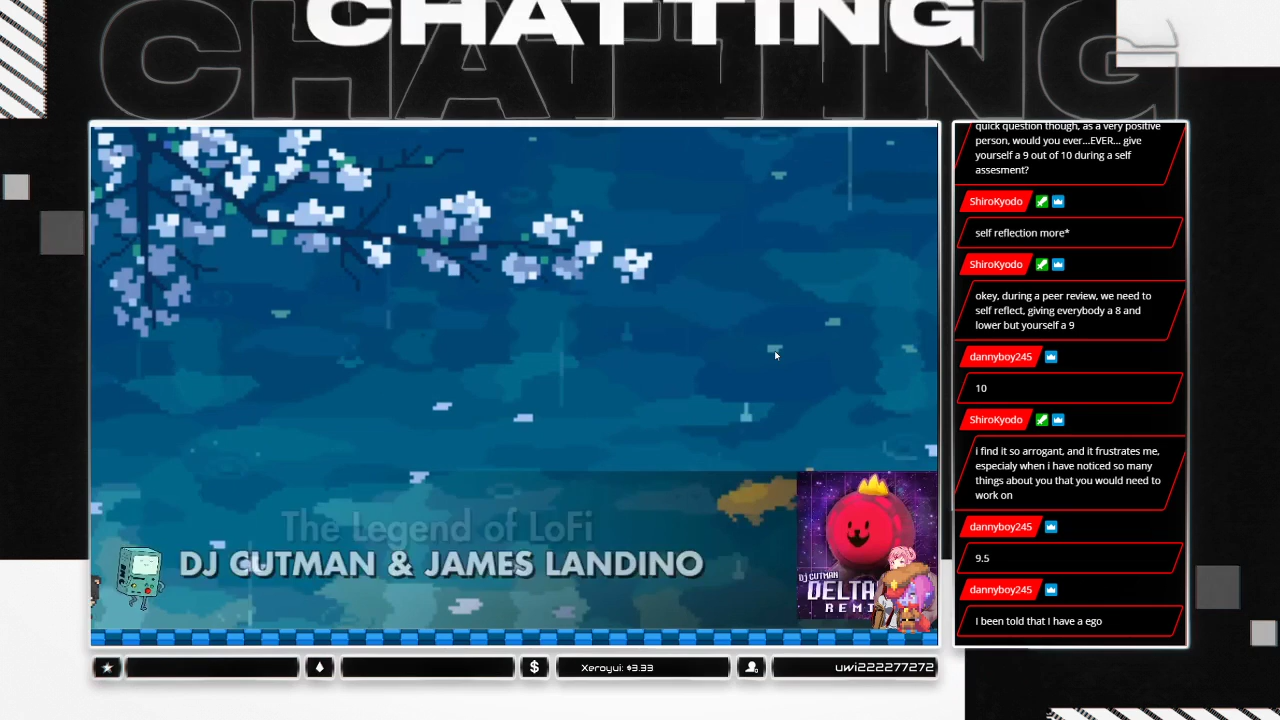 CHATTING
CHATTING
quick question though, as a very positive
person, would you ever...EVER... give
yourself a 9 out of 10 during a self
assesment?
ShiroKyodo
self reflection more*
ShiroKyodo
okey, during a peer review, we need to
self reflect, giving everybody a 8 and
lower but yourself a 9
dannyboy245
10
ShiroKyodo
i find it so arrogant, and it frustrates me,
especialy when i have noticed so many
things about you that you would need to
work on
dannyboy245
9.5
dannyboy245
I been told that I have a ego
The Legend of LoFi
DJ CUTMAN & JAMES LANDINO
DJ CUTMAN
DELTA
REMI
$
Xeroyui: $3.33
uwi222277272